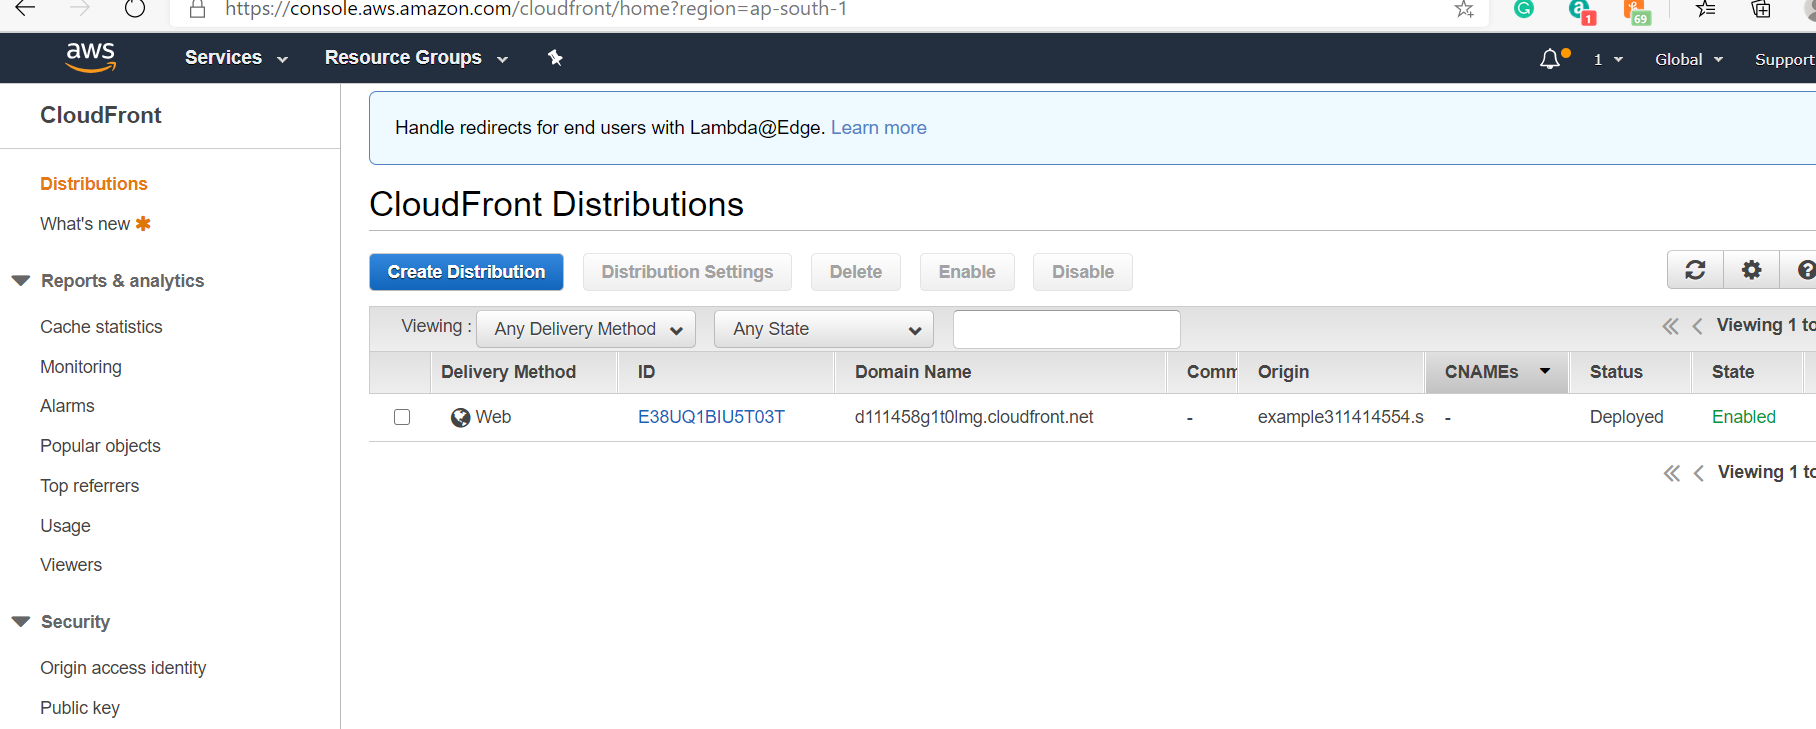 https://console.aws.amazon.com/cloudfront/home?region=ap-south-1
1
69
aws
Services
Resource Groups
1
Global
Support
CloudFront
Distributions
What's new
Reports & analytics
Cache statistics
Monitoring
Alarms
Popular objects
Top referrers
Usage
Viewers
Security
Origin access identity
Public key
Handle redirects for end users with Lambda@Edge. Learn more
CloudFront Distributions
Create Distribution Distribution Settings Delete Enable Disable
Viewing : Any Delivery Method Any State Viewing 1 to
Delivery Method ID Domain Name Comm Origin CNAMEs Status State
Web E38UQ1BIU5T03T d111458g1t0lmg.cloudfront.net - example311414554.s - Deployed Enabled
Viewing 1 to